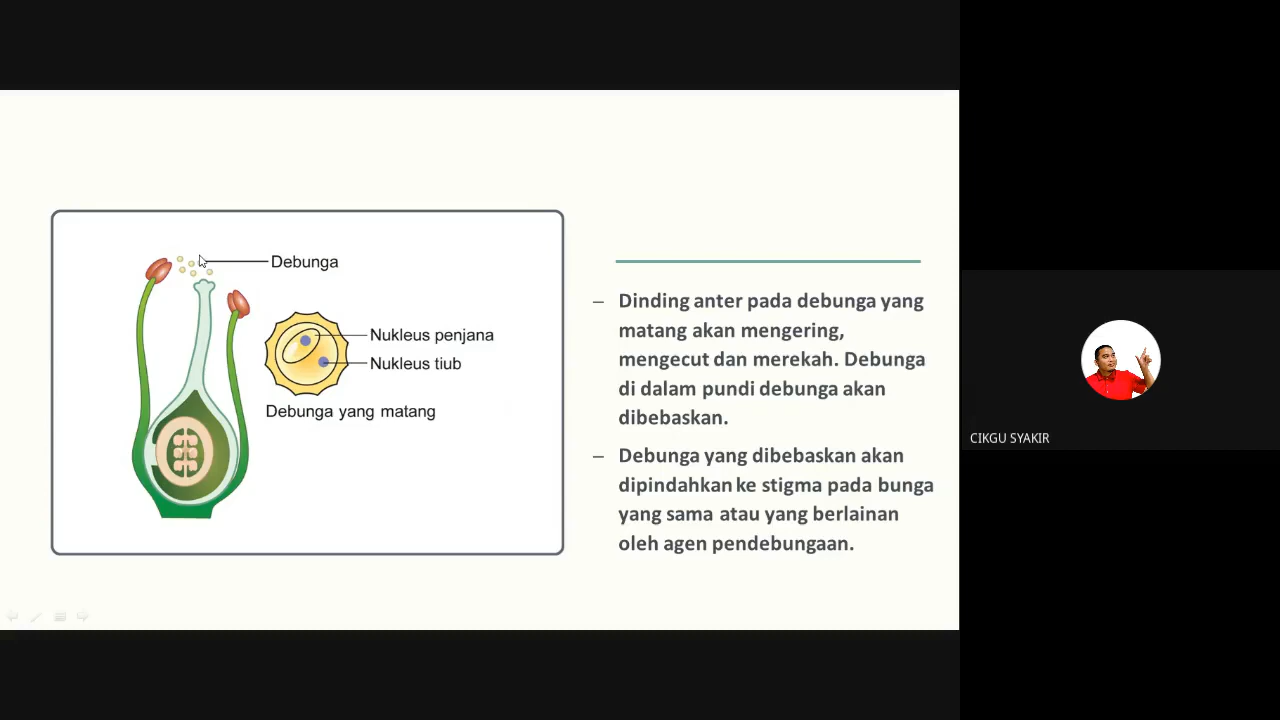 Debunga
Nukleus penjana
Nukleus tiub
Debunga yang matang
– Dinding anter pada debunga yang
matang akan mengering,
mengecut dan merekah. Debunga
di dalam pundi debunga akan
dibebaskan.
– Debunga yang dibebaskan akan
dipindahkan ke stigma pada bunga
yang sama atau yang berlainan
oleh agen pendebungaan.
CIKGU SYAKIR